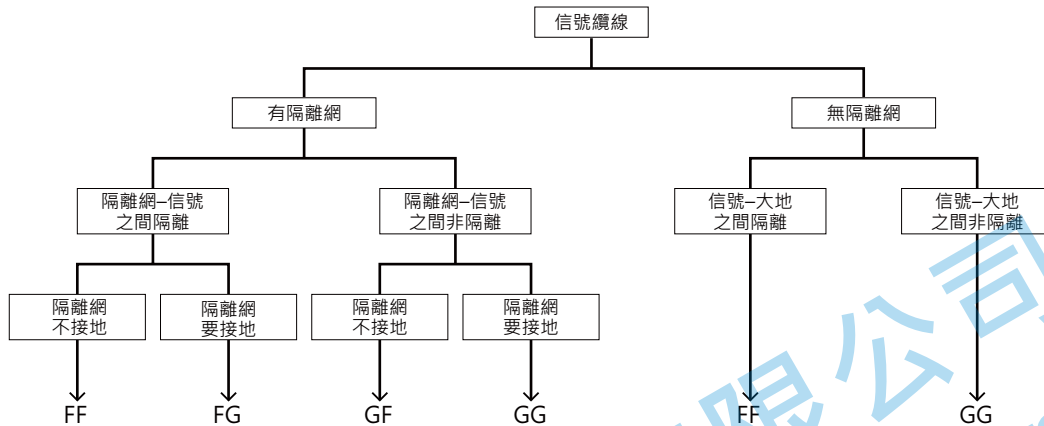 信號纜線
有隔離網
無隔離網
隔離網–信號
之間隔離
隔離網–信號
之間非隔離
信號–大地
之間隔離
信號–大地
之間非隔離
隔離網
不接地
隔離網
要接地
隔離網
不接地
隔離網
要接地
FF
FG
GF
GG
FF
GG
限公司